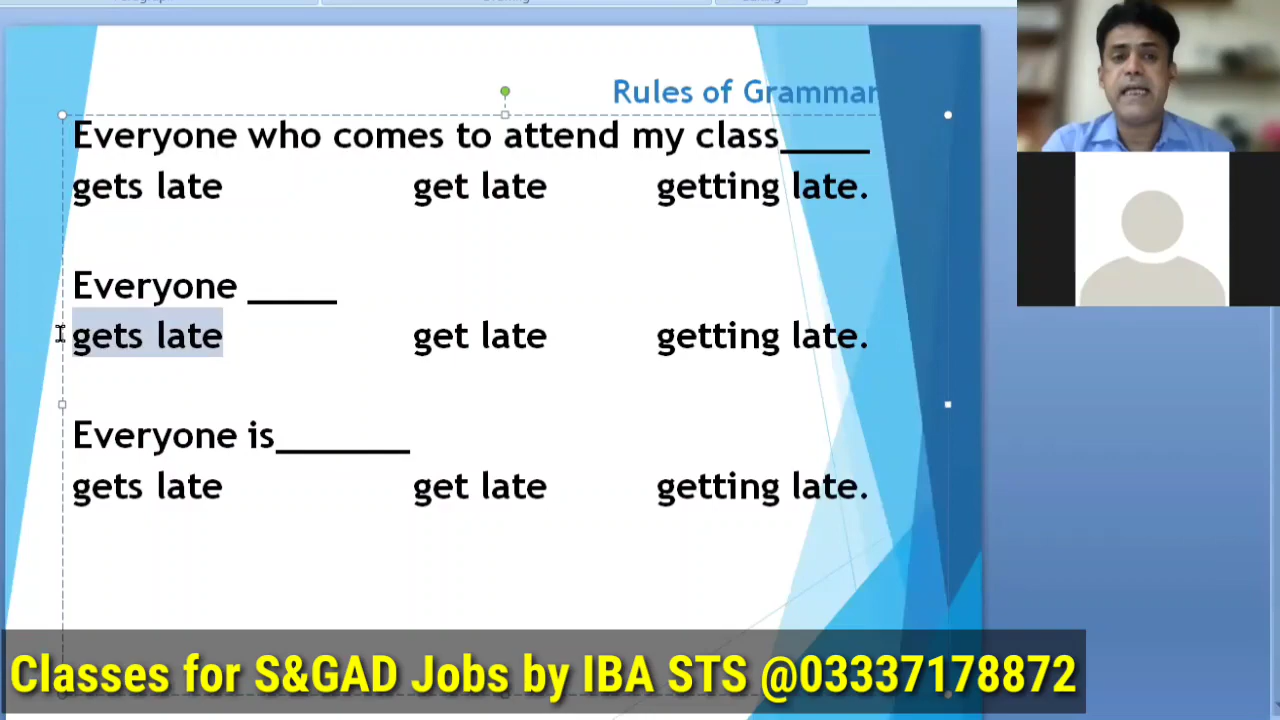 Rules of Grammar
Everyone who comes to attend my class_____
gets late get late getting late.
Everyone _____
gets late get late getting late.
Everyone is_______
gets late get late getting late.
Classes for S&GAD Jobs by IBA STS @03337178872